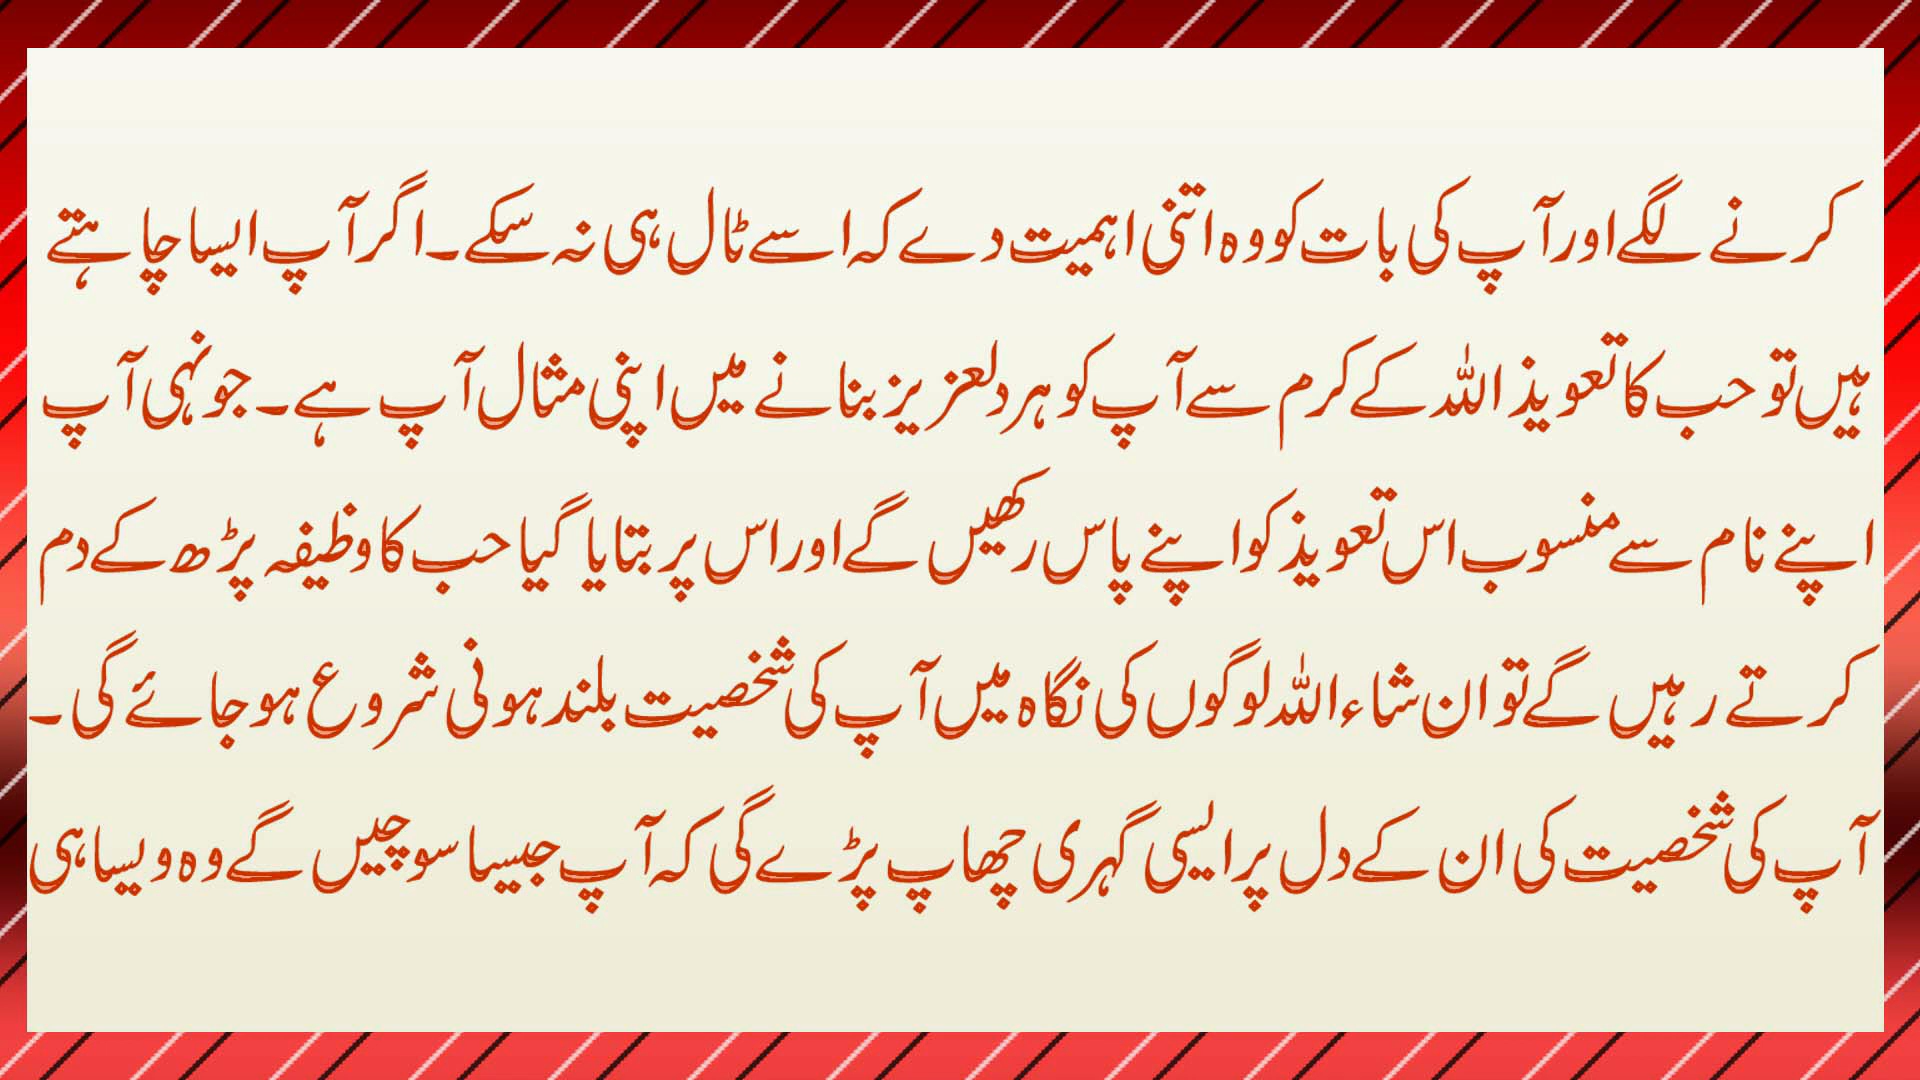 کرنے لگے اور آپ کی بات کو وہ اتنی اہمیت دے کہ اسے ٹال ہی نہ سکے۔ اگر آپ ایسا چاہتے
ہیں تو حب کا تعویذ اللہ کے کرم سے آپ کو ہر دلعزیز بنانے میں اپنی مثال آپ ہے۔ جونہی آپ
اپنے نام سے منسوب اس تعویذ کو اپنے پاس رکھیں گے اور اس پر بتایا گیا حب کا وظیفہ پڑھ کے دم
کرتے رہیں گے تو ان شاء اللہ لوگوں کی نگاہ میں آپ کی شخصیت بلند ہونی شروع ہو جائے گی۔
آپ کی شخصیت کی ان کے دل پر ایسی گہری چھاپ پڑے گی کہ آپ جیسا سوچیں گے وہ ویسا ہی